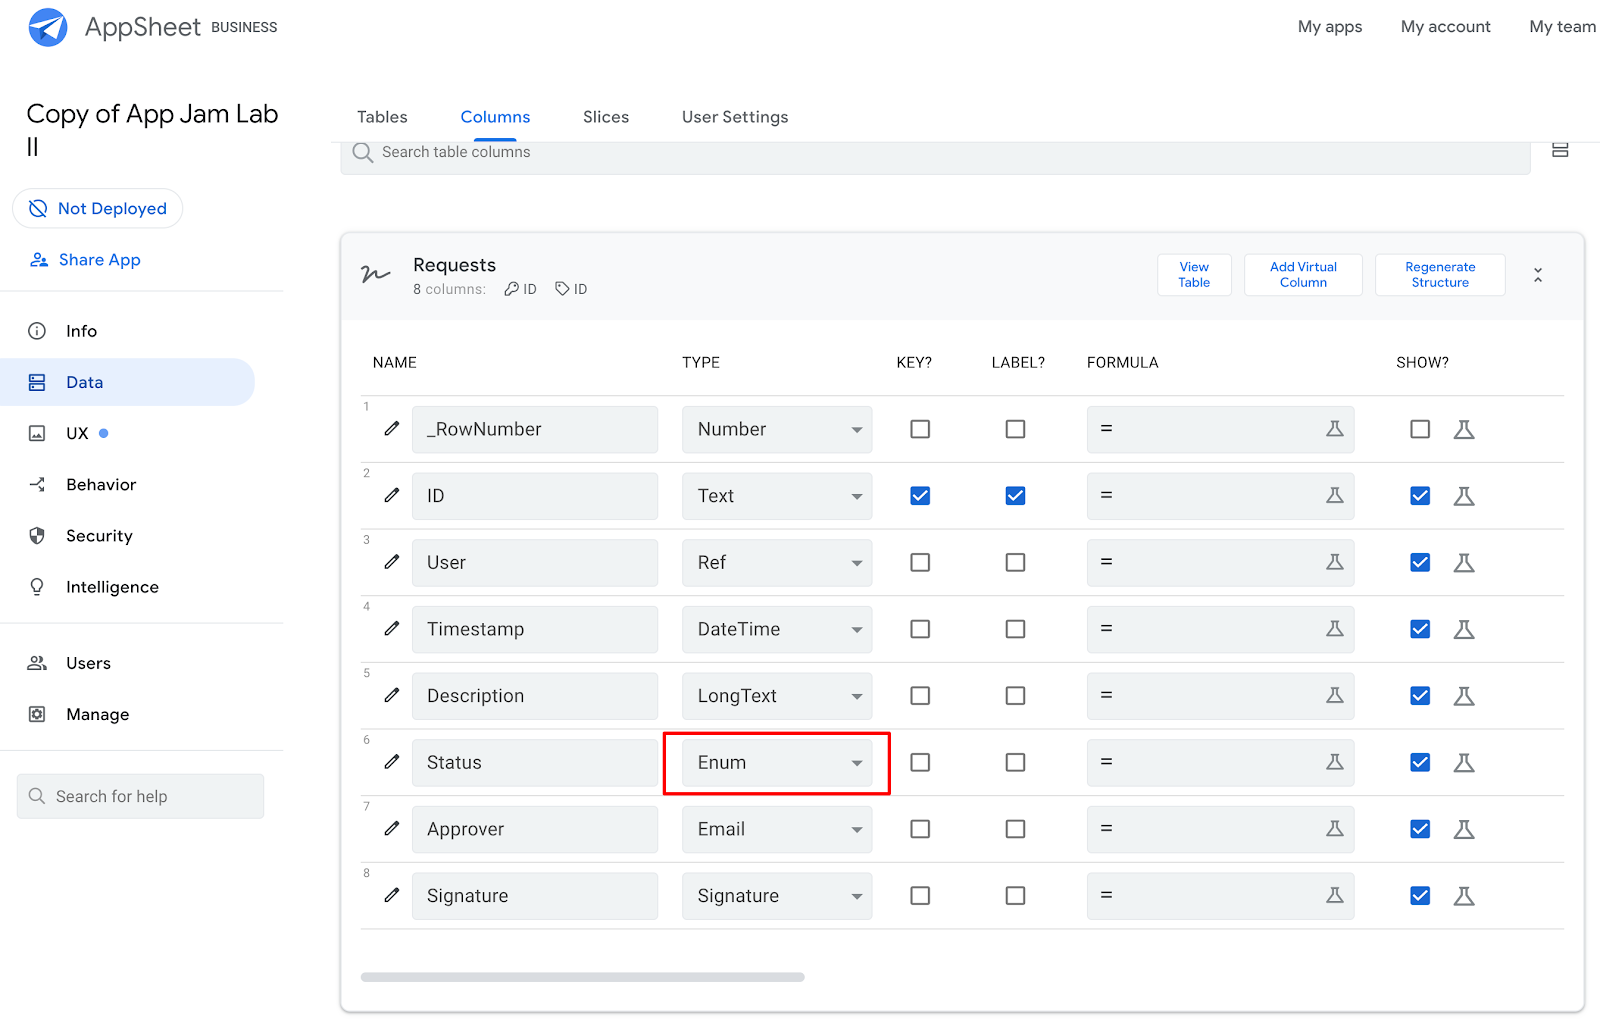 AppSheet BUSINESS
My apps
My account
My team
Copy of App Jam Lab
II
Not Deployed
Share App
Info
Data
UX
Behavior
Security
Intelligence
Users
Manage
Search for help
Tables
Columns
Slices
User Settings
Search table columns
Requests
8 columns: ID ID
View
Table
Add Virtual
Column
Regenerate
Structure
NAME TYPE KEY? LABEL? FORMULA SHOW?
1 _RowNumber Number =
2 ID Text =
3 User Ref =
4 Timestamp DateTime =
5 Description LongText =
6 Status Enum =
7 Approver Email =
8 Signature Signature =